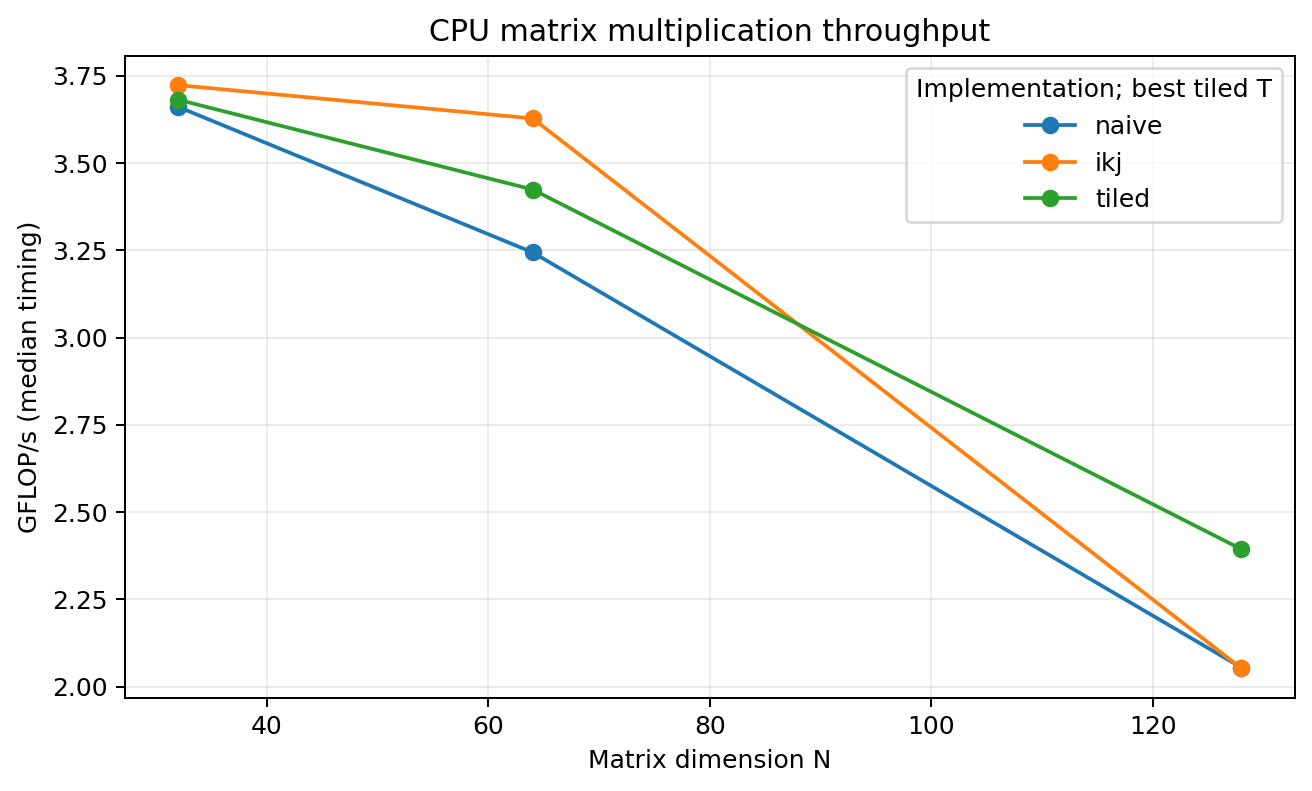 CPU matrix multiplication throughput
3.75
3.50
3.25
3.00
2.75
2.50
2.25
2.00
GFLOP/s (median timing)
Implementation; best tiled T
naive
ikj
tiled
40
60
80
100
120
Matrix dimension N